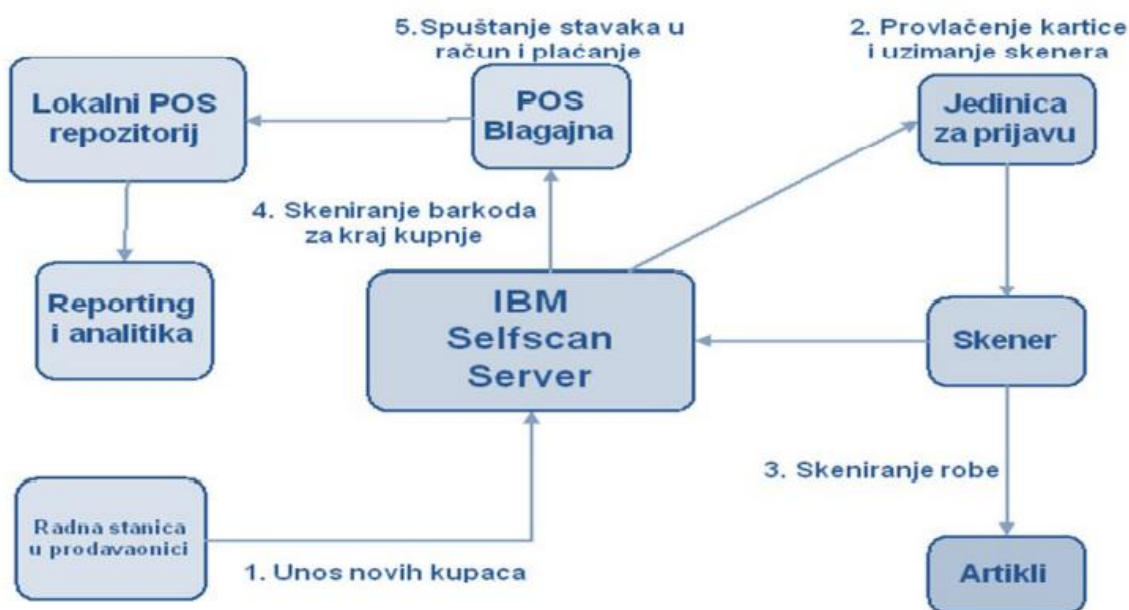 5.Spuštanje stavaka u
račun i plaćanje
2. Provlačenje kartice
i uzimanje skenera
Lokalni POS
repozitorij
POS
Blagajna
Jedinica
za prijavu
4. Skeniranje barkoda
za kraj kupnje
Reporting
i analitika
IBM
Selfscan
Server
Skener
3. Skeniranje robe
Radna stanica
u prodavaonici
1. Unos novih kupaca
Artikli